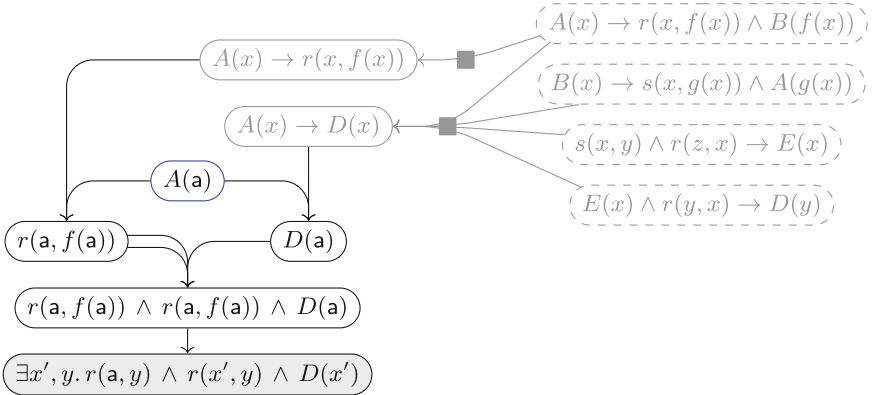 A(x) → r(x, f(x)) ∧ B(f(x))
A(x) → r(x, f(x))
B(x) → s(x, g(x)) ∧ A(g(x))
A(x) → D(x)
s(x, y) ∧ r(z, x) → E(x)
A(a)
E(x) ∧ r(y, x) → D(y)
r(a, f(a))
D(a)
r(a, f(a)) ∧ r(a, f(a)) ∧ D(a)
∃x′, y. r(a, y) ∧ r(x′, y) ∧ D(x′)